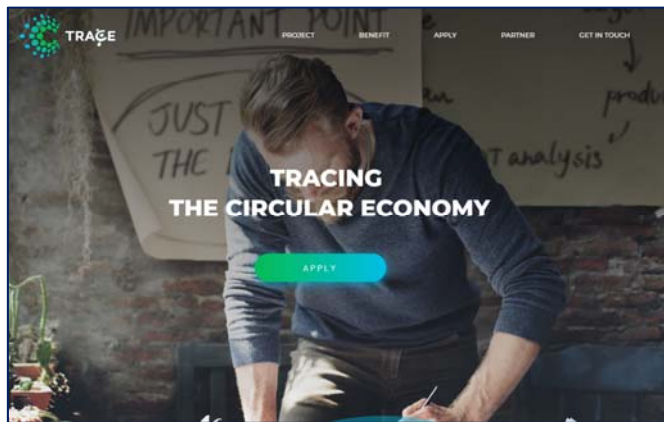 TRACE
PROJECT
BENEFIT
APPLY
PARTNER
GET IN TOUCH
IMPORTANT POINT
JUST
THE
analysis
TRACING
THE CIRCULAR ECONOMY
APPLY